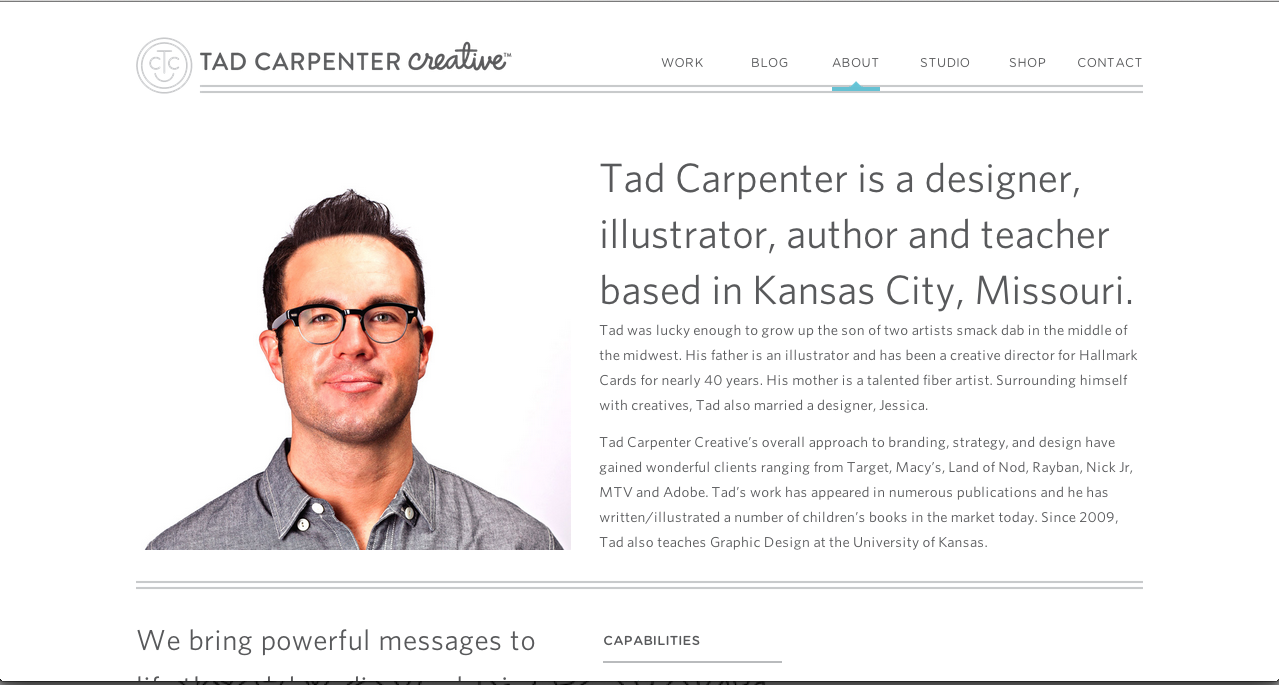 CTC
TAD CARPENTER creative™
WORK BLOG ABOUT STUDIO SHOP CONTACT
Tad Carpenter is a designer,
illustrator, author and teacher
based in Kansas City, Missouri.
Tad was lucky enough to grow up the son of two artists smack dab in the middle of
the midwest. His father is an illustrator and has been a creative director for Hallmark
Cards for nearly 40 years. His mother is a talented fiber artist. Surrounding himself
with creatives, Tad also married a designer, Jessica.
Tad Carpenter Creative’s overall approach to branding, strategy, and design have
gained wonderful clients ranging from Target, Macy’s, Land of Nod, Rayban, Nick Jr,
MTV and Adobe. Tad’s work has appeared in numerous publications and he has
written/illustrated a number of children’s books in the market today. Since 2009,
Tad also teaches Graphic Design at the University of Kansas.
We bring powerful messages to
CAPABILITIES